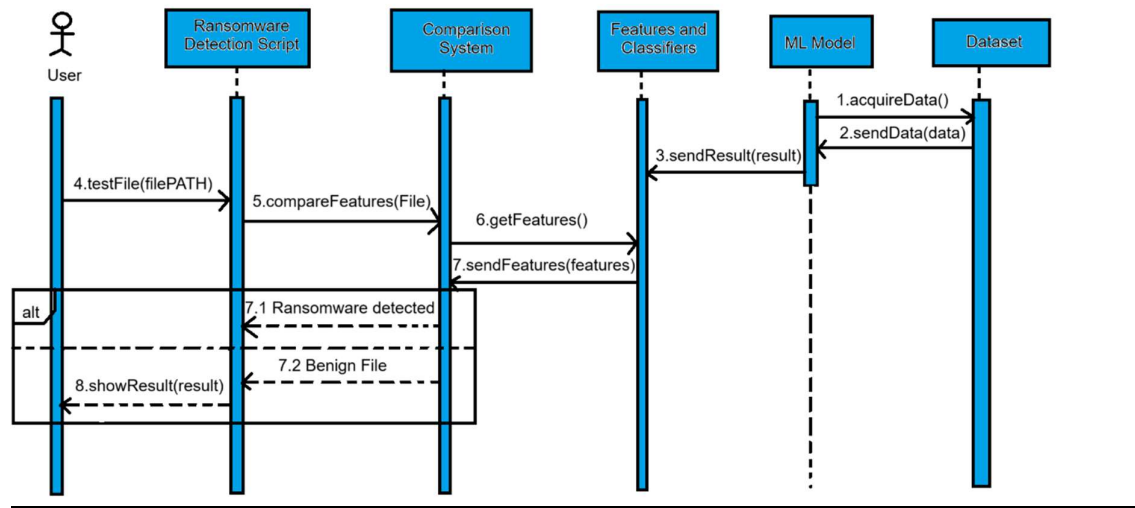 Ransomware
Detection Script
Comparison
System
Features and
Classifiers
ML Model
Dataset
User
1.acquireData()
2.sendData(data)
3.sendResult(result)
4.testFile(filePATH)
5.compareFeatures(File)
6.getFeatures()
7.sendFeatures(features)
alt
7.1 Ransomware detected
7.2 Benign File
8.showResult(result)